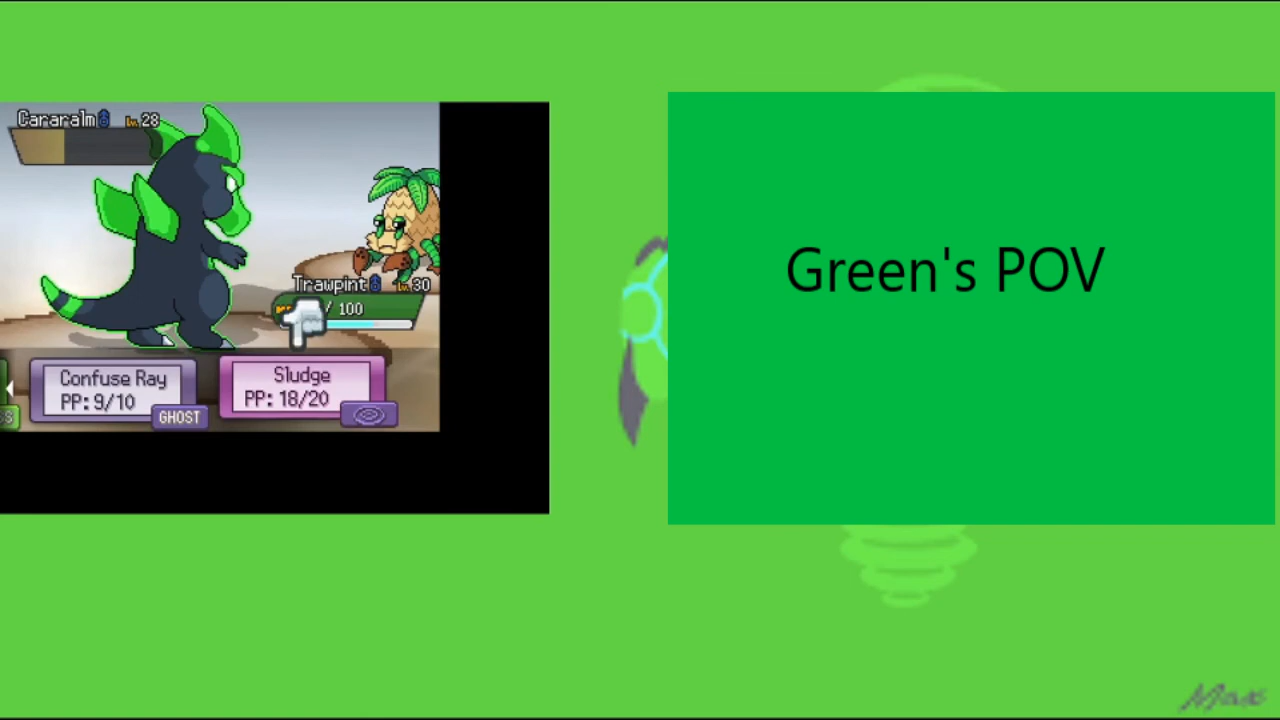 Cararalm Lv.28
Trawpint Lv.30
/ 100
Confuse Ray
PP: 9/10
GHOST
Sludge
PP: 18/20
Green's POV